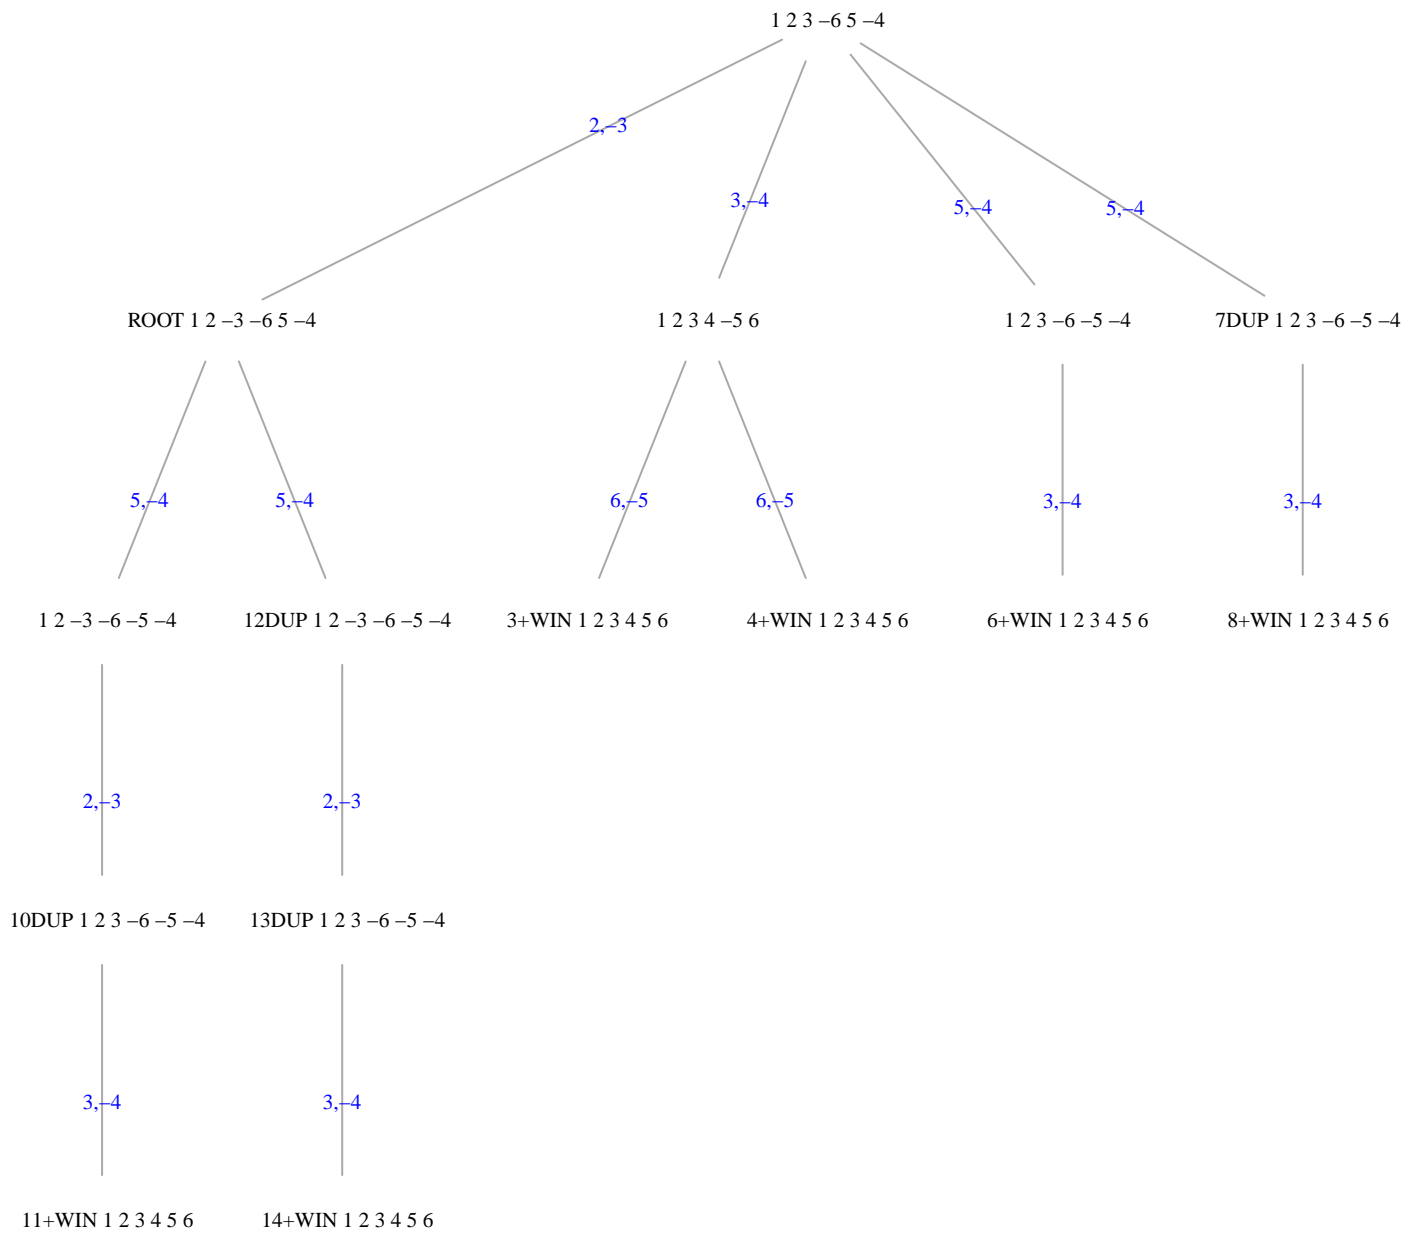 1 2 3 −6 5 −4
2,−3
3,−4
5,−4
5,−4
ROOT 1 2 −3 −6 5 −4
1 2 3 4 −5 6
1 2 3 −6 −5 −4
7DUP 1 2 3 −6 −5 −4
5,−4
5,−4
6,−5
6,−5
3,−4
3,−4
1 2 −3 −6 −5 −4
12DUP 1 2 −3 −6 −5 −4
3+WIN 1 2 3 4 5 6
4+WIN 1 2 3 4 5 6
6+WIN 1 2 3 4 5 6
8+WIN 1 2 3 4 5 6
2,−3
2,−3
10DUP 1 2 3 −6 −5 −4
13DUP 1 2 3 −6 −5 −4
3,−4
3,−4
11+WIN 1 2 3 4 5 6
14+WIN 1 2 3 4 5 6